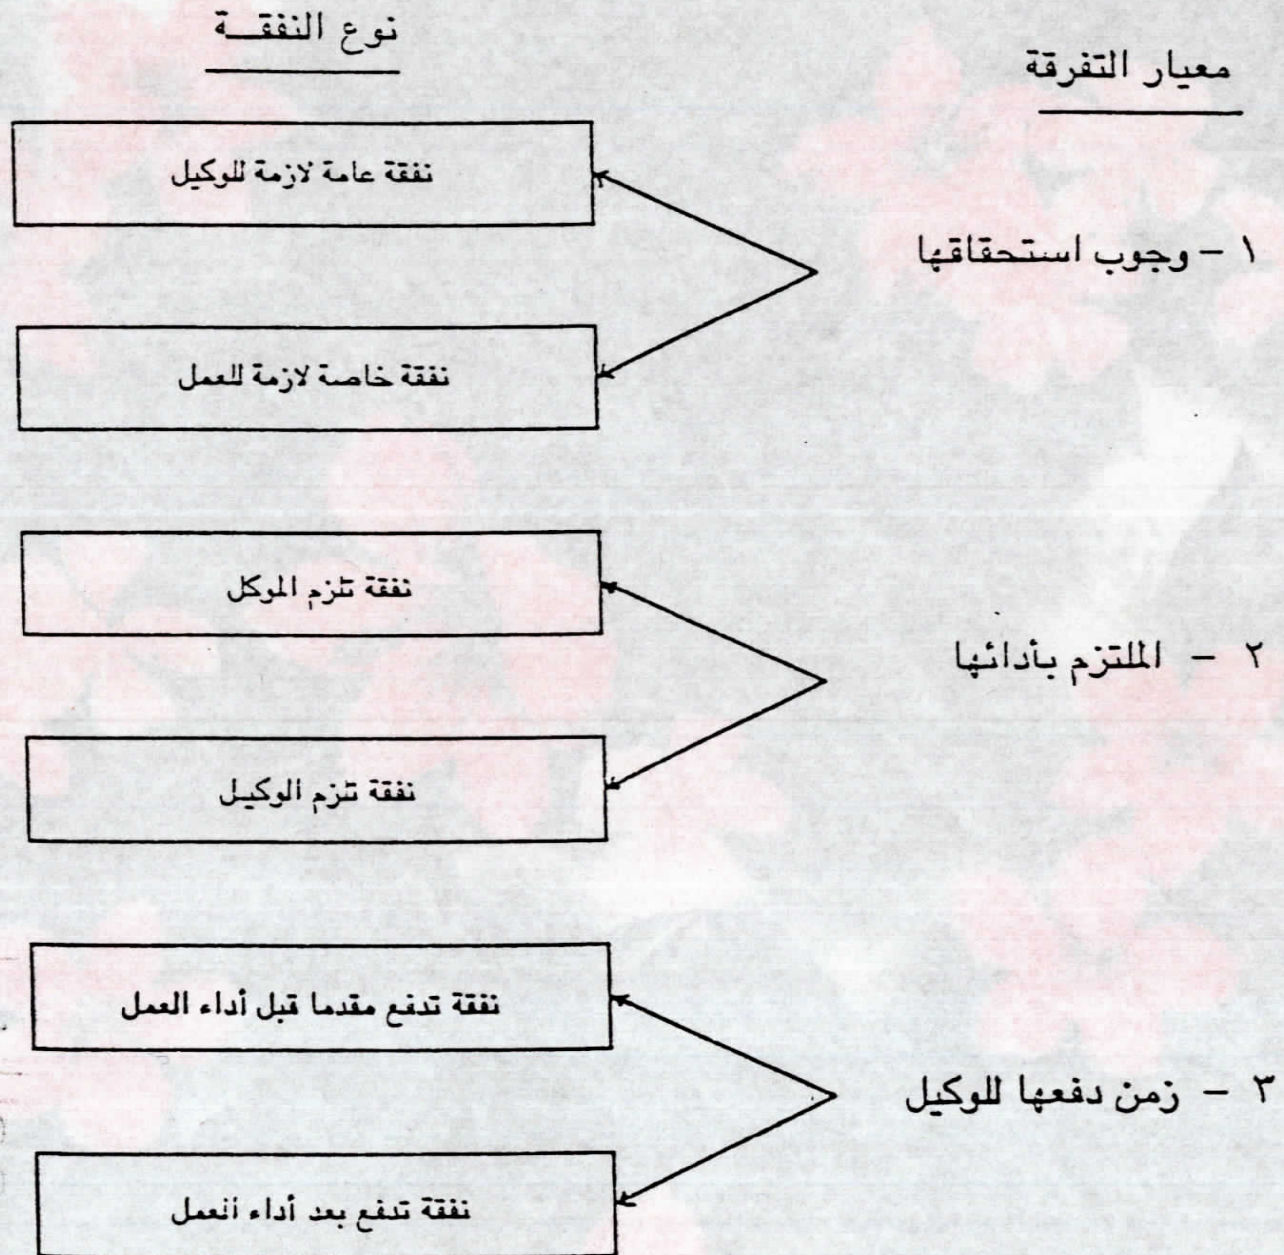 معيار التفرقة
نوع النفقـــة
١ – وجوب استحقاقها
نفقة عامة لازمة للوكيل
نفقة خاصة لازمة للعمل
٢ – الملتزم بأدائها
نفقة تلزم الموكل
نفقة تلزم الوكيل
٣ – زمن دفعها للوكيل
نفقة تدفع مقدما قبل أداء العمل
نفقة تدفع بعد أداء العمل